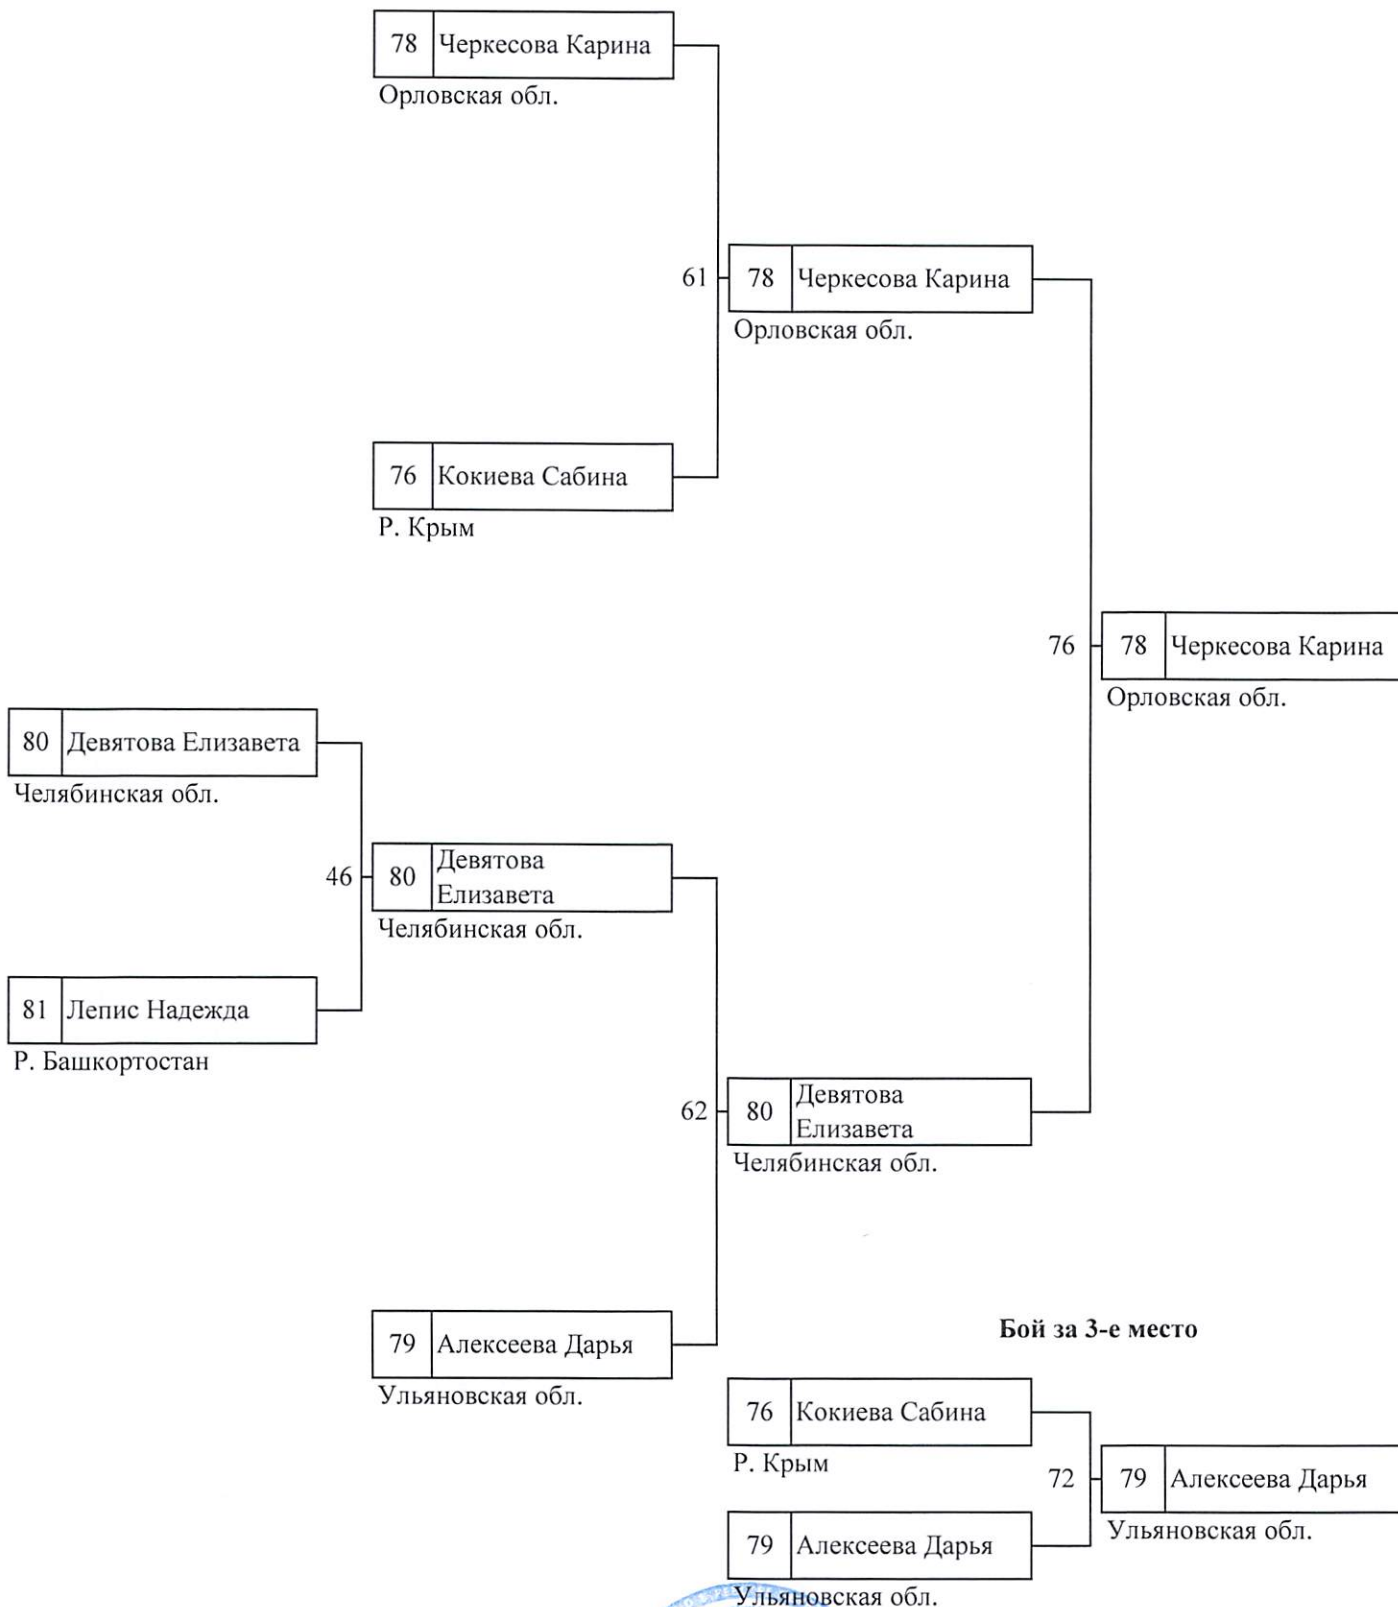 78 Черкесова Карина
Орловская обл.
61 78 Черкесова Карина
Орловская обл.
76 Кокиева Сабина
Р. Крым
76 78 Черкесова Карина
Орловская обл.
80 Девятова Елизавета
Челябинская обл.
46 80 Девятова
Елизавета
Челябинская обл.
81 Лепис Надежда
Р. Башкортостан
62 80 Девятова
Елизавета
Челябинская обл.
79 Алексеева Дарья
Ульяновская обл.
Бой за 3-е место
76 Кокиева Сабина
Р. Крым
72 79 Алексеева Дарья
Ульяновская обл.
79 Алексеева Дарья
Ульяновская обл.